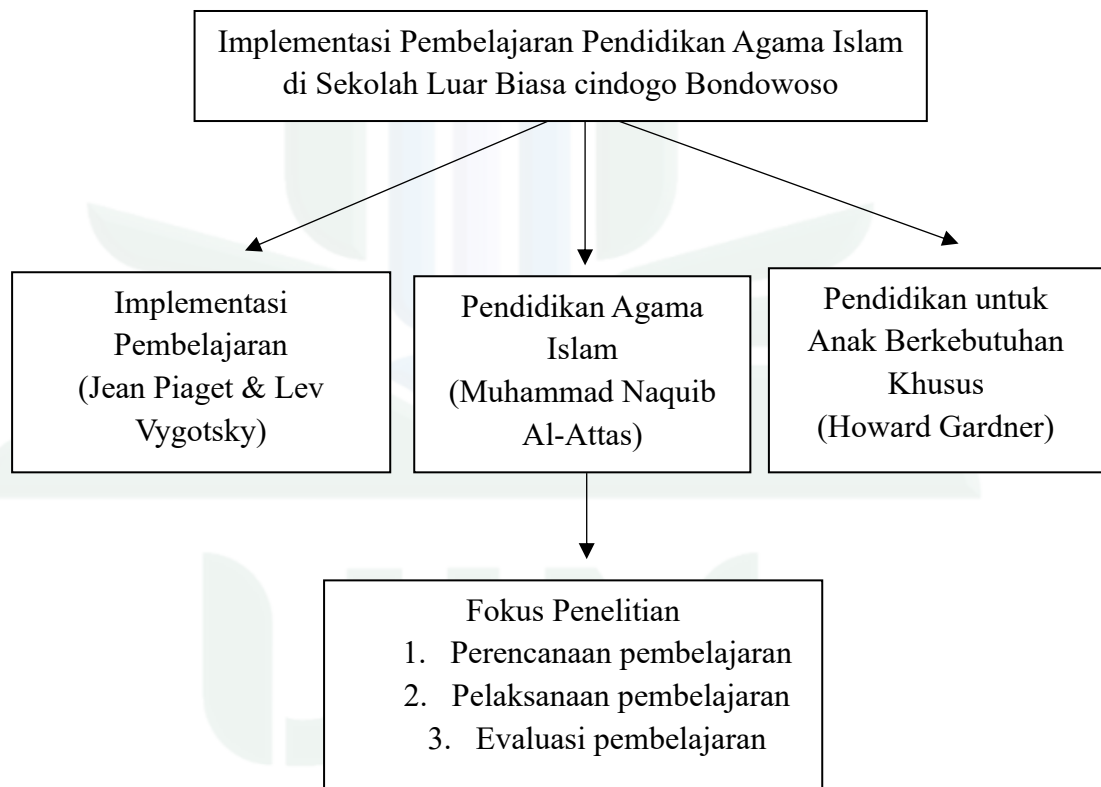 Implementasi Pembelajaran Pendidikan Agama Islam
di Sekolah Luar Biasa cindogo Bondowoso
Implementasi
Pembelajaran
(Jean Piaget & Lev
Vygotsky)
Pendidikan Agama
Islam
(Muhammad Naquib
Al-Attas)
Pendidikan untuk
Anak Berkebutuhan
Khusus
(Howard Gardner)
Fokus Penelitian
1. Perencanaan pembelajaran
2. Pelaksanaan pembelajaran
3. Evaluasi pembelajaran